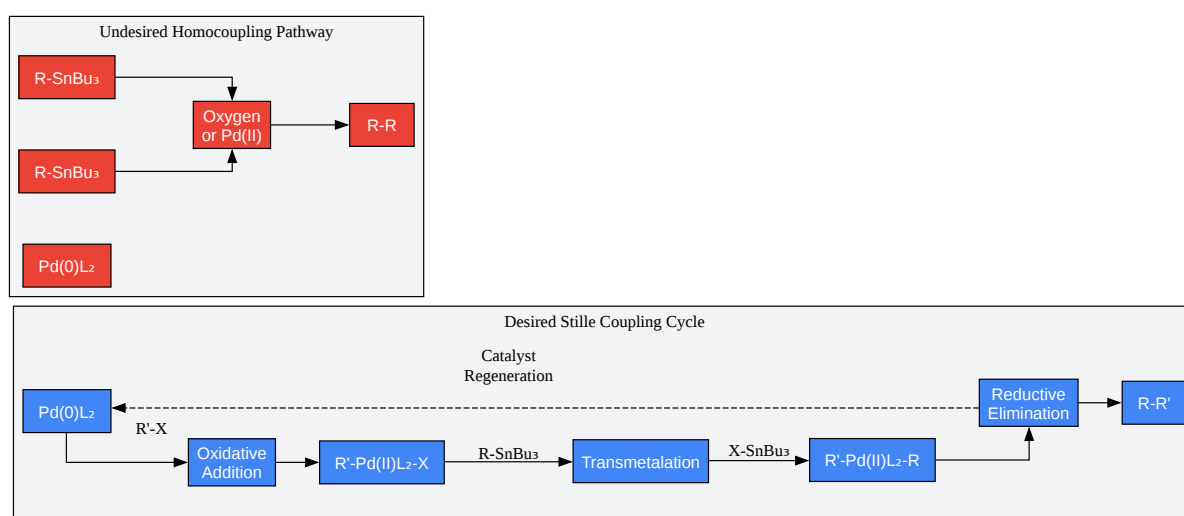 Undesired Homocoupling Pathway
R-SnBu₃
Oxygen
or Pd(II)
R-R
R-SnBu₃
Pd(0)L₂
Desired Stille Coupling Cycle
Catalyst
Regeneration
Pd(0)L₂
R'-X
Oxidative
Addition
R'-Pd(II)L₂-X
R-SnBu₃
Transmetalation
X-SnBu₃
R'-Pd(II)L₂-R
Reductive
Elimination
R-R'